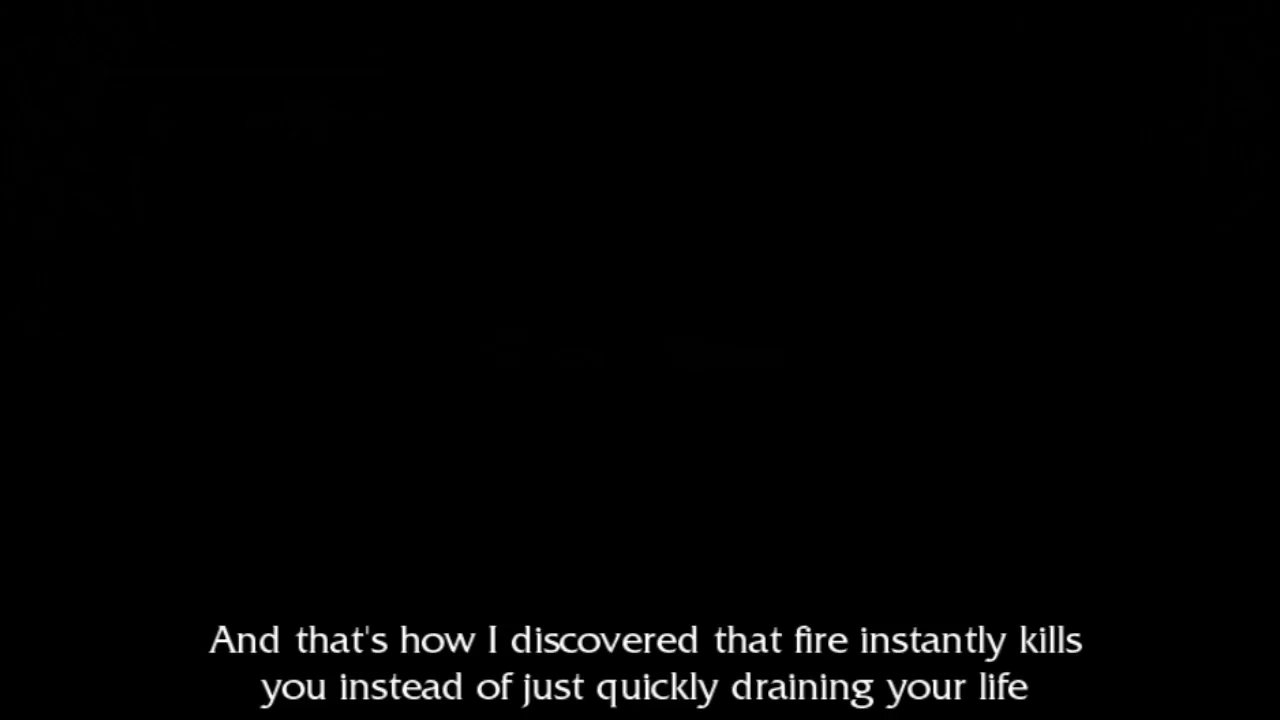 And that's how I discovered that fire instantly kills
you instead of just quickly draining your life